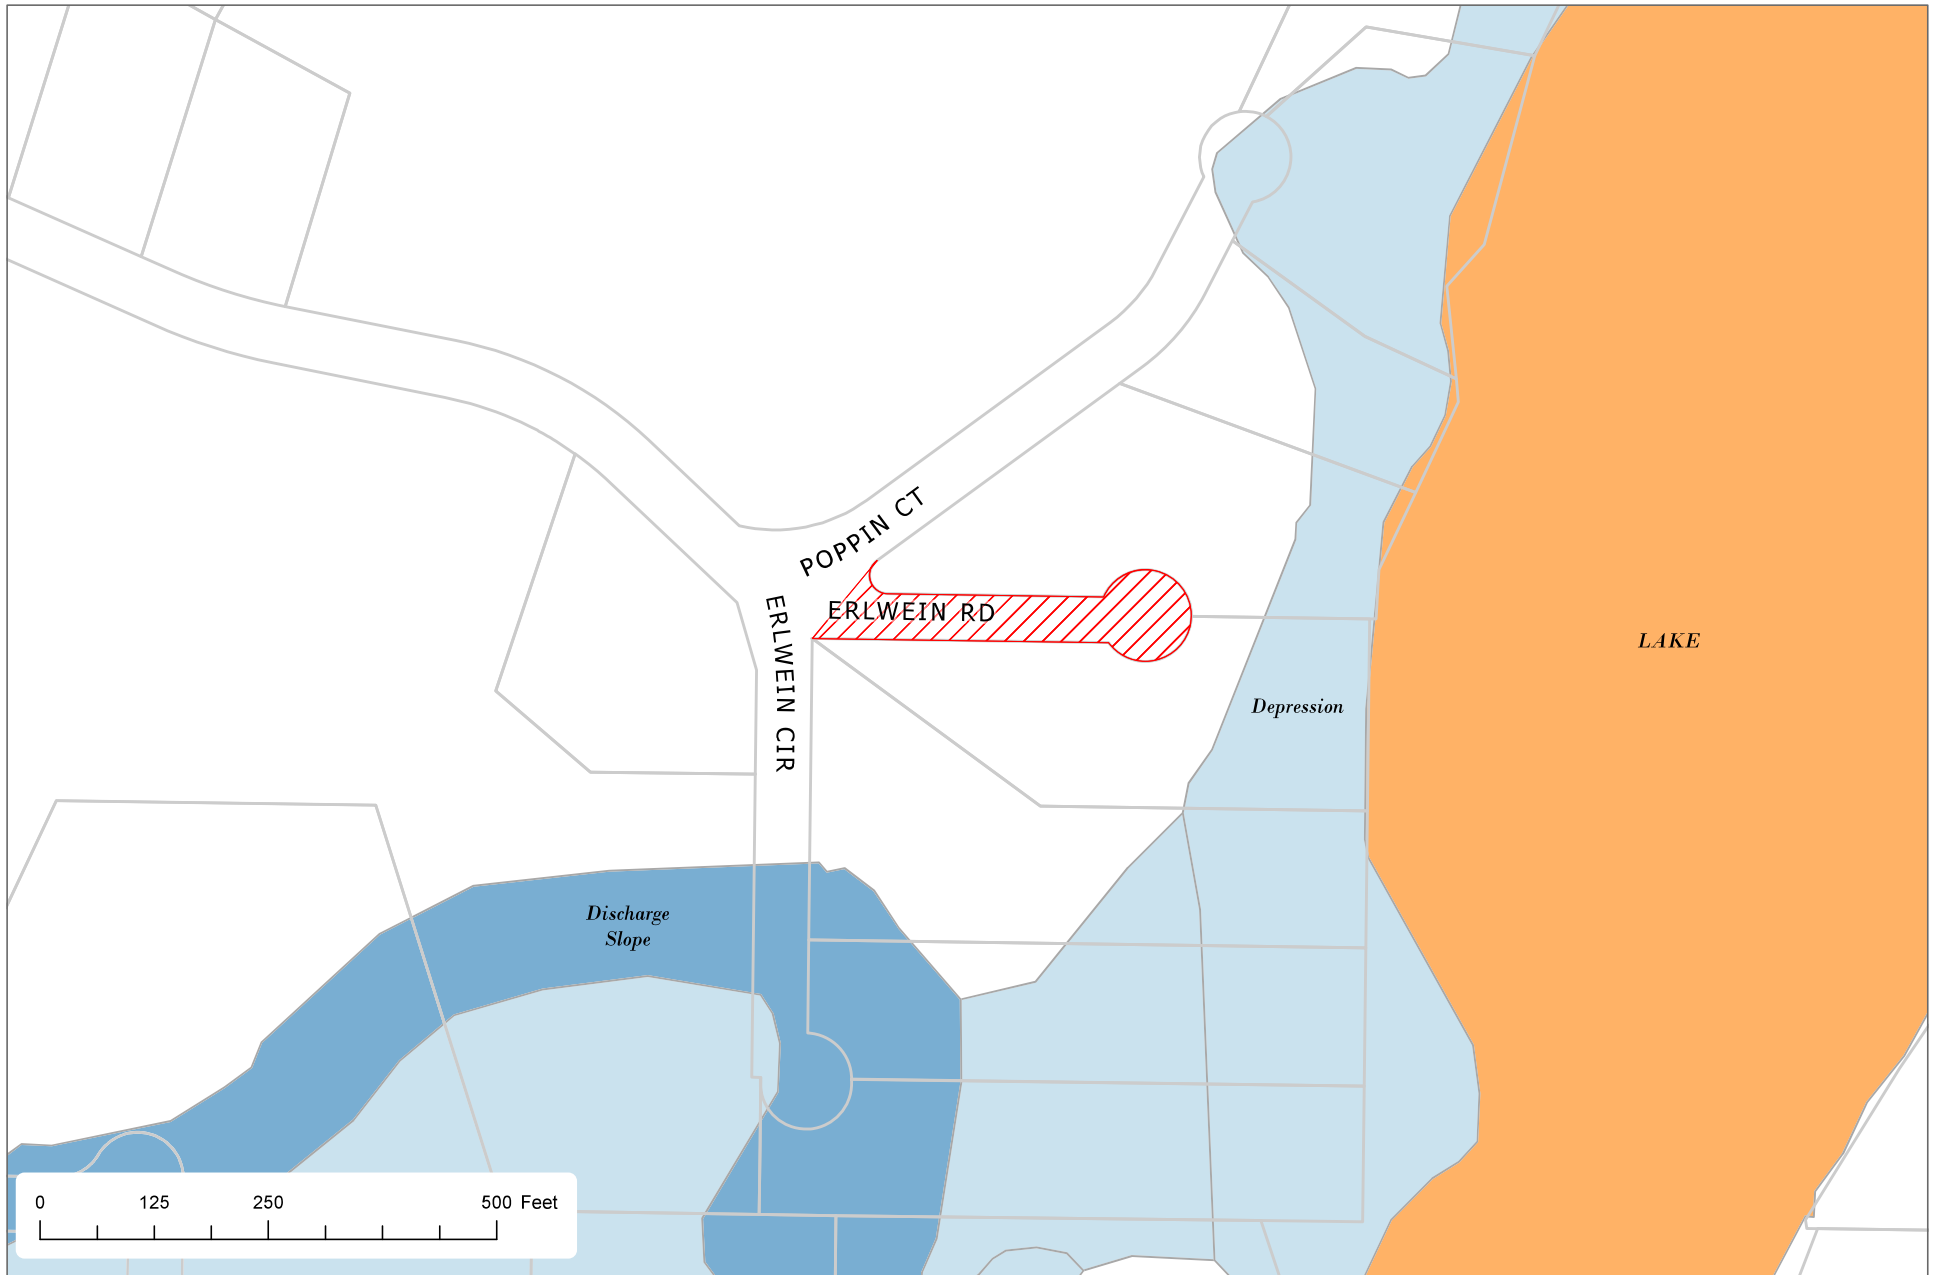 POPPIN CT
ERLWEIN RD
ERLWEIN CIR
LAKE
Depression
Discharge
Slope
0 125 250 500 Feet